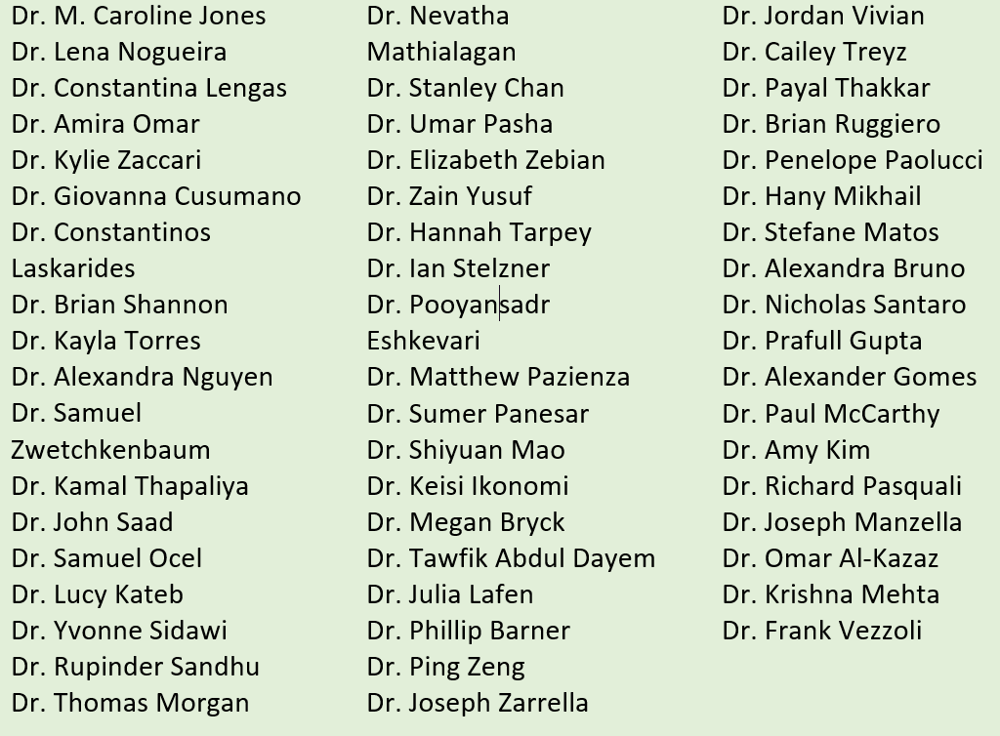 Dr. M. Caroline Jones
Dr. Lena Nogueira
Dr. Constantina Lengas
Dr. Amira Omar
Dr. Kylie Zaccari
Dr. Giovanna Cusumano
Dr. Constantinos
Laskarides
Dr. Brian Shannon
Dr. Kayla Torres
Dr. Alexandra Nguyen
Dr. Samuel
Zwetchkenbaum
Dr. Kamal Thapaliya
Dr. John Saad
Dr. Samuel Ocel
Dr. Lucy Kateb
Dr. Yvonne Sidawi
Dr. Rupinder Sandhu
Dr. Thomas Morgan
Dr. Nevatha
Mathialagan
Dr. Stanley Chan
Dr. Umar Pasha
Dr. Elizabeth Zebian
Dr. Zain Yusuf
Dr. Hannah Tarpey
Dr. Ian Stelzner
Dr. Pooyansadr
Eshkevari
Dr. Matthew Pazienza
Dr. Sumer Panesar
Dr. Shiyuan Mao
Dr. Keisi Ikonomi
Dr. Megan Bryck
Dr. Tawfik Abdul Dayem
Dr. Julia Lafen
Dr. Phillip Barner
Dr. Ping Zeng
Dr. Joseph Zarrella
Dr. Jordan Vivian
Dr. Cailey Treyz
Dr. Payal Thakkar
Dr. Brian Ruggiero
Dr. Penelope Paolucci
Dr. Hany Mikhail
Dr. Stefane Matos
Dr. Alexandra Bruno
Dr. Nicholas Santaro
Dr. Prafull Gupta
Dr. Alexander Gomes
Dr. Paul McCarthy
Dr. Amy Kim
Dr. Richard Pasquali
Dr. Joseph Manzella
Dr. Omar Al-Kazaz
Dr. Krishna Mehta
Dr. Frank Vezzoli